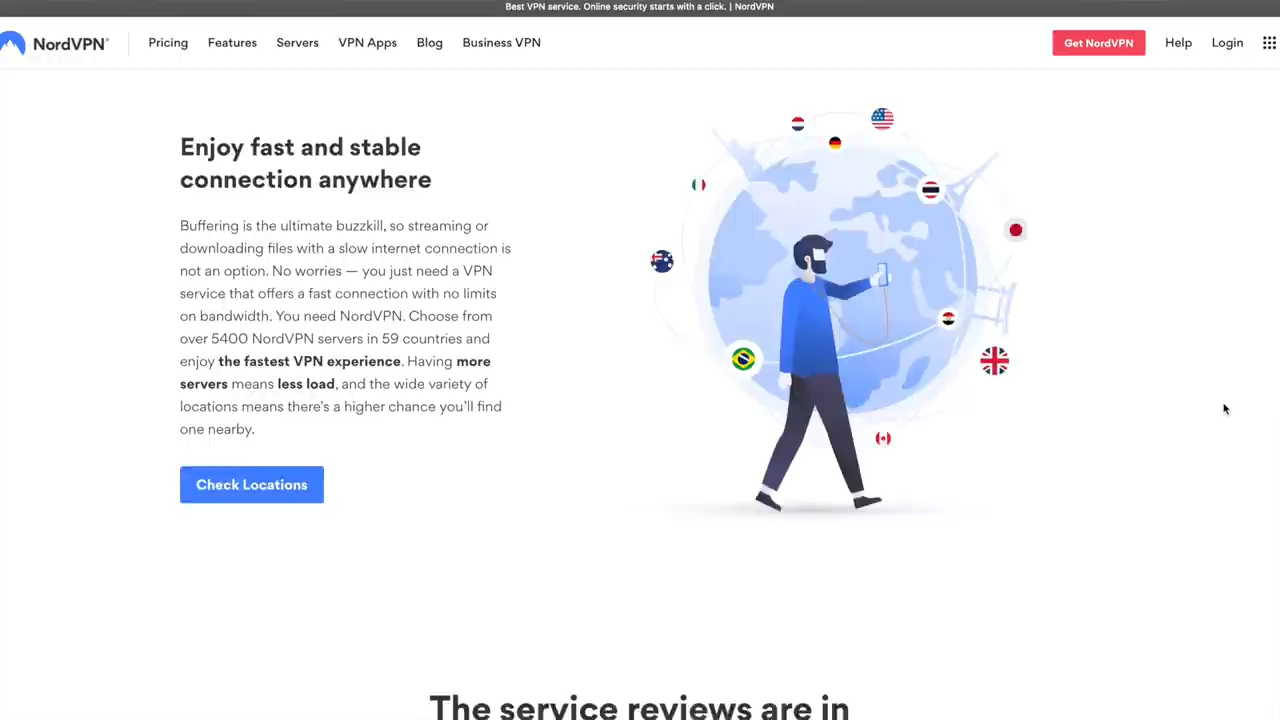 Best VPN service. Online security starts with a click. | NordVPN
NordVPN®
Pricing
Features
Servers
VPN Apps
Blog
Business VPN
Get NordVPN
Help
Login
Enjoy fast and stable
connection anywhere
Buffering is the ultimate buzzkill, so streaming or
downloading files with a slow internet connection is
not an option. No worries — you just need a VPN
service that offers a fast connection with no limits
on bandwidth. You need NordVPN. Choose from
over 5400 NordVPN servers in 59 countries and
enjoy the fastest VPN experience. Having more
servers means less load, and the wide variety of
locations means there's a higher chance you'll find
one nearby.
Check Locations
The service reviews are in